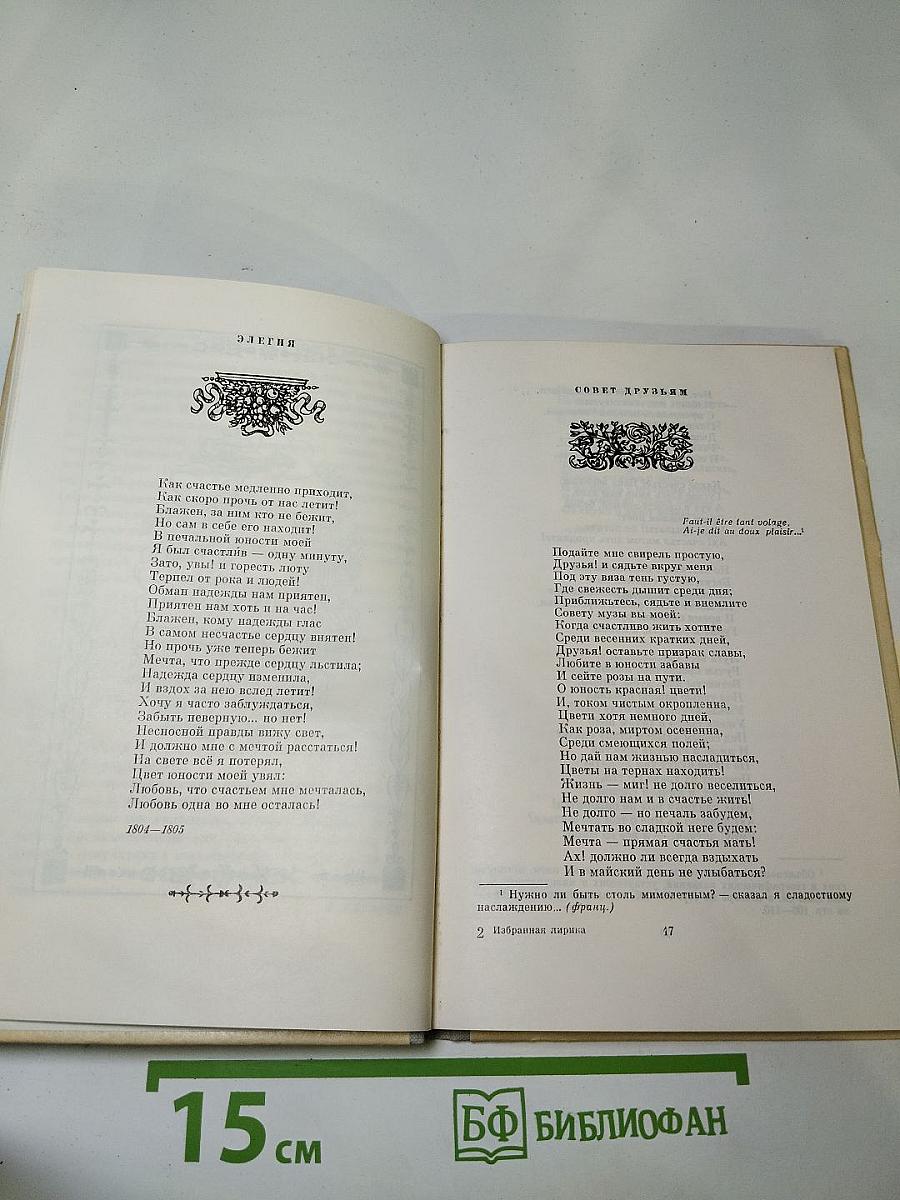 ЭЛЕГИЯ
Как счастье медленно приходит,
Как скоро прочь от нас летит!
Блажен, за ним кто не бежит,
Но сам в себе его находит!
В печальной юности моей
Я был счастли́в — одну минуту,
Зато, увы! и горесть люту
Терпел от рока и людей!
Обман надежды нам приятен,
Приятен нам хоть и на час!
Блажен, кому надежды глас
В самом несчастье сердцу внятен!
Но прочь уже теперь бежит
Мечта, что прежде сердцу льстила;
Надежда сердцу изменила,
И вздох за нею вслед летит!
Хочу я часто заблуждаться,
Забыть неверную... но нет!
Несносной правды вижу свет,
И должно мне с мечтой расстаться!
На свете всё я потерял,
Цвет юности моей увял:
Любовь, что счастьем мне мечталась,
Любовь одна во мне осталась!
1804—1805
СОВЕТ ДРУЗЬЯМ
Faut-il être tant volage,
Ai-je dit au doux plaisir...¹
Подайте мне свирель простую,
Друзья! и сядьте вкруг меня
Под эту вяза тень густую,
Где свежесть дышит среди дня;
Приближьтесь, сядьте и внемлите
Совету музы вы моей:
Когда счастливо жить хотите
Среди весенних кратких дней,
Друзья! оставьте призрак славы,
Любите в юности забавы
И сейте розы на пути.
О юность красная! цвети!
И, током чистым окропленна,
Цвети хотя немного дней,
Как роза, миртом осененна,
Среди смеющихся полей;
Но дай нам жизнью насладиться,
Цветы на тернах находить!
Жизнь — миг! не долго веселиться,
Не долго нам и в счастье жить!
Не долго — но печаль забудем,
Мечтать во сладкой неге будем:
Мечта — прямая счастья мать!
Ах! должно ли всегда вздыхать
И в майский день не улыбаться?
¹ Нужно ли быть столь мимолетным? — сказал я сладостному
наслаждению... (франц.)
2 Избранная лирика 17
15 см
БФ БИБЛИОФАН